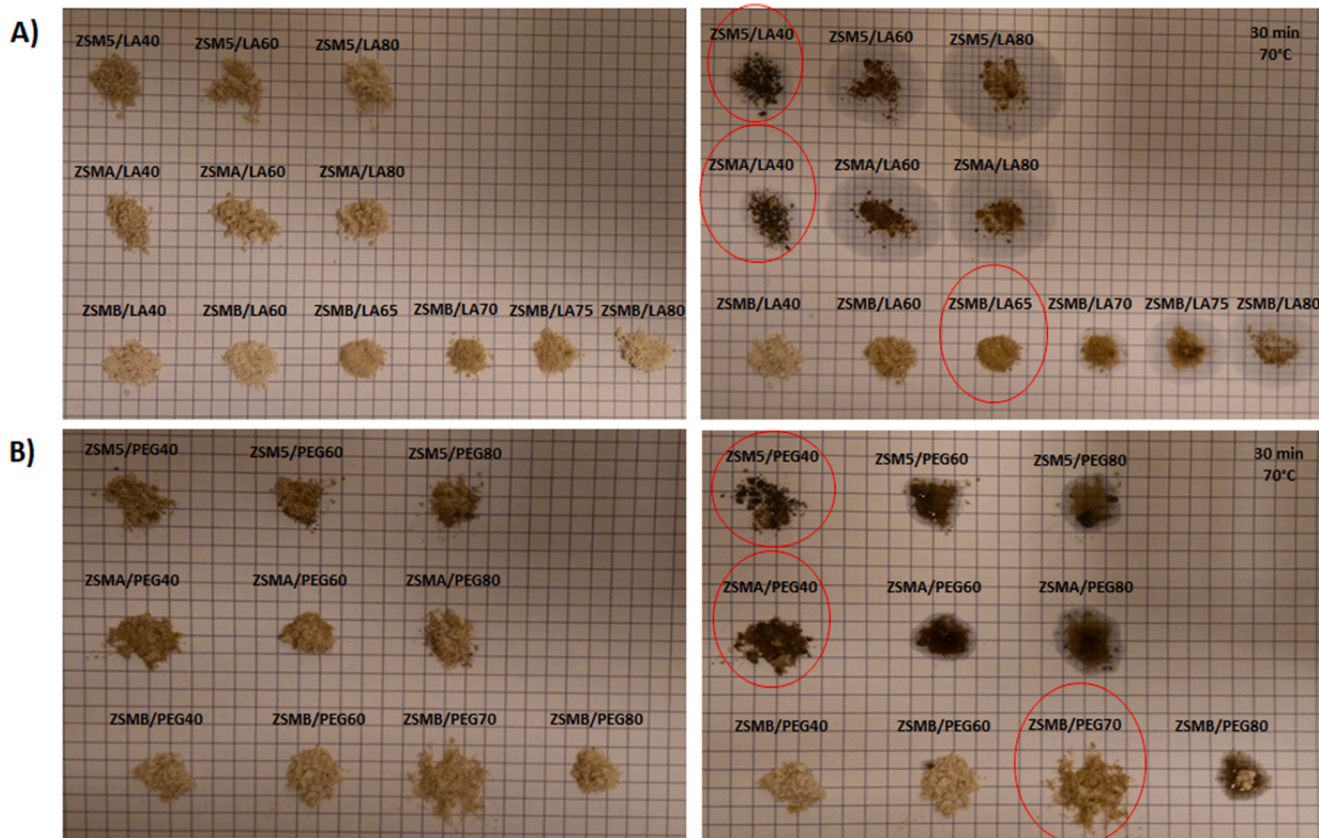 A)
ZSM5/LA40 ZSM5/LA60 ZSM5/LA80
ZSMA/LA40 ZSMA/LA60 ZSMA/LA80
ZSMB/LA40 ZSMB/LA60 ZSMB/LA65 ZSMB/LA70 ZSMB/LA75 ZSMB/LA80
30 min
70°C
ZSM5/LA40 ZSM5/LA60 ZSM5/LA80
ZSMA/LA40 ZSMA/LA60 ZSMA/LA80
ZSMB/LA40 ZSMB/LA60 ZSMB/LA65 ZSMB/LA70 ZSMB/LA75 ZSMB/LA80
B)
ZSM5/PEG40 ZSM5/PEG60 ZSM5/PEG80
ZSMA/PEG40 ZSMA/PEG60 ZSMA/PEG80
ZSMB/PEG40 ZSMB/PEG60 ZSMB/PEG70 ZSMB/PEG80
30 min
70°C
ZSM5/PEG40 ZSM5/PEG60 ZSM5/PEG80
ZSMA/PEG40 ZSMA/PEG60 ZSMA/PEG80
ZSMB/PEG40 ZSMB/PEG60 ZSMB/PEG70 ZSMB/PEG80